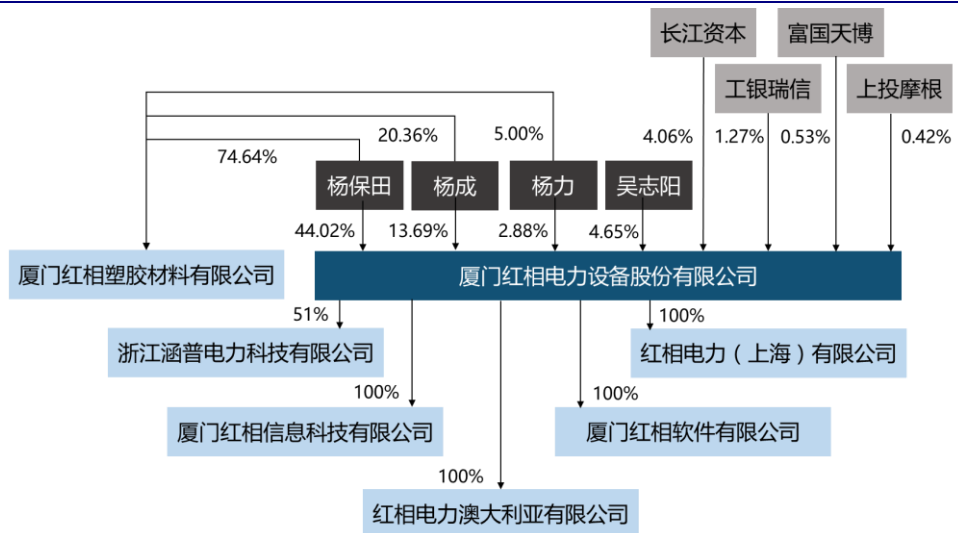 长江资本
富国天博
工银瑞信
上投摩根
20.36%
5.00%
4.06%
1.27%
0.53%
0.42%
74.64%
杨保田
杨成
杨力
吴志阳
44.02%
13.69%
2.88%
4.65%
厦门红相塑胶材料有限公司
厦门红相电力设备股份有限公司
51%
100%
浙江涵普电力科技有限公司
红相电力（上海）有限公司
100%
100%
厦门红相信息科技有限公司
厦门红相软件有限公司
100%
红相电力澳大利亚有限公司